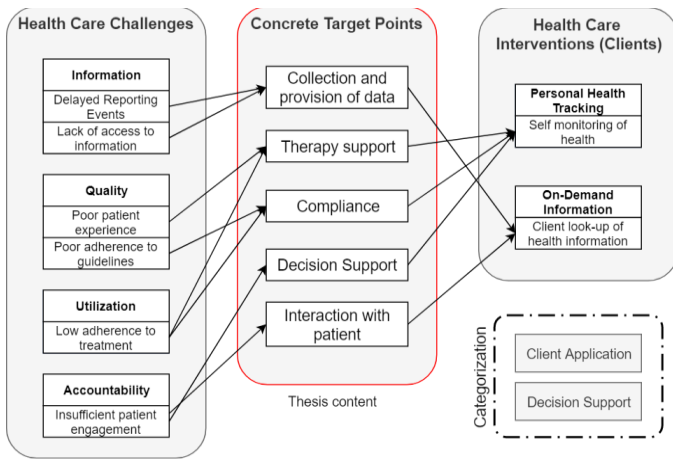 Health Care Challenges
Information
Delayed Reporting
Events
Lack of access to
information
Quality
Poor patient
experience
Poor adherence to
guidelines
Utilization
Low adherence to
treatment
Accountability
Insufficient patient
engagement
Concrete Target Points
Collection and
provision of data
Therapy support
Compliance
Decision Support
Interaction with
patient
Thesis content
Health Care
Interventions (Clients)
Personal Health
Tracking
Self monitoring of
health
On-Demand
Information
Client look-up of
health information
Categorization
Client Application
Decision Support